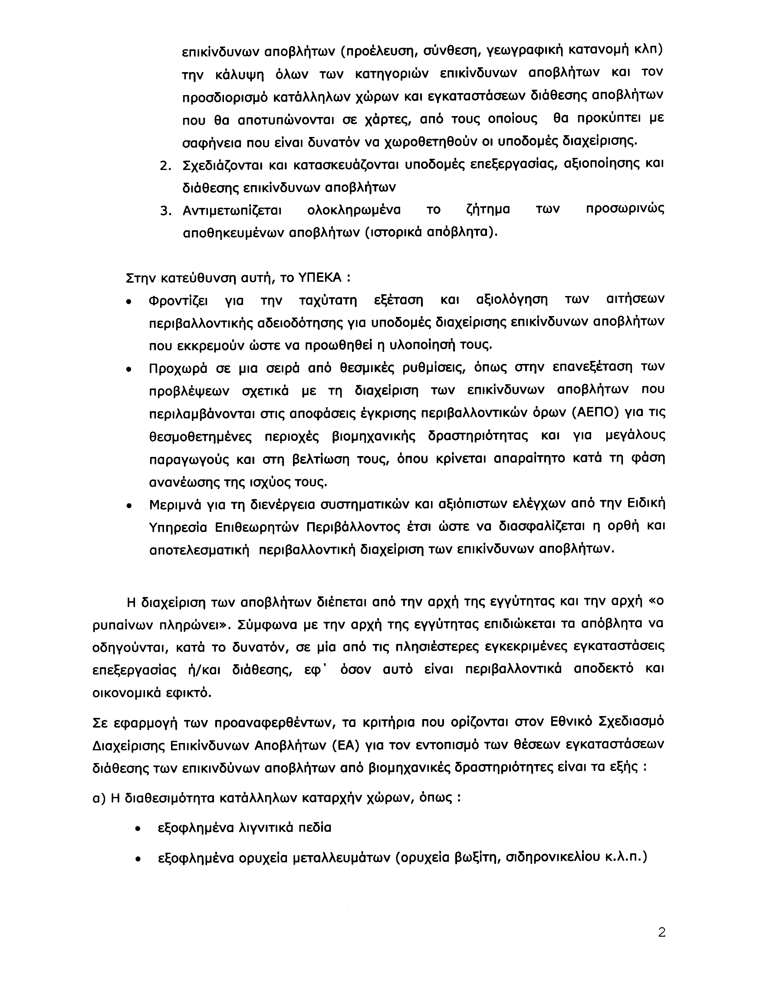 επικίνδυνων αποβλήτων (προέλευση, σύνθεση, γεωγραφική κατανομή κλπ)
την κάλυψη όλων των κατηγοριών επικίνδυνων αποβλήτων και τον
προσδιορισμό κατάλληλων χώρων και εγκαταστάσεων διάθεσης αποβλήτων
που θα αποτυπώνονται σε χάρτες, από τους οποίους θα προκύπτει με
σαφήνεια που είναι δυνατόν να χωροθετηθούν οι υποδομές διαχείρισης.
2. Σχεδιάζονται και κατασκευάζονται υποδομές επεξεργασίας, αξιοποίησης και
διάθεσης επικίνδυνων αποβλήτων
3. Αντιμετωπίζεται ολοκληρωμένα το ζήτημα των προσωρινώς
αποθηκευμένων αποβλήτων (ιστορικά απόβλητα).
Στην κατεύθυνση αυτή, το ΥΠΕΚΑ :
• Φροντίζει για την ταχύτατη εξέταση και αξιολόγηση των αιτήσεων
περιβαλλοντικής αδειοδότησης για υποδομές διαχείρισης επικίνδυνων αποβλήτων
που εκκρεμούν ώστε να προωθηθεί η υλοποίησή τους.
• Προχωρά σε μια σειρά από θεσμικές ρυθμίσεις, όπως στην επανεξέταση των
προβλέψεων σχετικά με τη διαχείριση των επικίνδυνων αποβλήτων που
περιλαμβάνονται στις αποφάσεις έγκρισης περιβαλλοντικών όρων (ΑΕΠΟ) για τις
θεσμοθετημένες περιοχές βιομηχανικής δραστηριότητας και για μεγάλους
παραγωγούς και στη βελτίωση τους, όπου κρίνεται απαραίτητο κατά τη φάση
ανανέωσης της ισχύος τους.
• Μεριμνά για τη διενέργεια συστηματικών και αξιόπιστων ελέγχων από την Ειδική
Υπηρεσία Επιθεωρητών Περιβάλλοντος έτσι ώστε να διασφαλίζεται η ορθή και
αποτελεσματική περιβαλλοντική διαχείριση των επικίνδυνων αποβλήτων.
Η διαχείριση των αποβλήτων διέπεται από την αρχή της εγγύτητας και την αρχή «ο
ρυπαίνων πληρώνει». Σύμφωνα με την αρχή της εγγύτητας επιδιώκεται τα απόβλητα να
οδηγούνται, κατά το δυνατόν, σε μία από τις πλησιέστερες εγκεκριμένες εγκαταστάσεις
επεξεργασίας ή/και διάθεσης, εφ' όσον αυτό είναι περιβαλλοντικά αποδεκτό και
οικονομικά εφικτό.
Σε εφαρμογή των προαναφερθέντων, τα κριτήρια που ορίζονται στον Εθνικό Σχεδιασμό
Διαχείρισης Επικίνδυνων Αποβλήτων (ΕΑ) για τον εντοπισμό των θέσεων εγκαταστάσεων
διάθεσης των επικινδύνων αποβλήτων από βιομηχανικές δραστηριότητες είναι τα εξής :
α) Η διαθεσιμότητα κατάλληλων καταρχήν χώρων, όπως :
• εξοφλημένα λιγνιτικά πεδία
• εξοφλημένα ορυχεία μεταλλευμάτων (ορυχεία βωξίτη, σιδηρονικελίου κ.λ.π.)
2